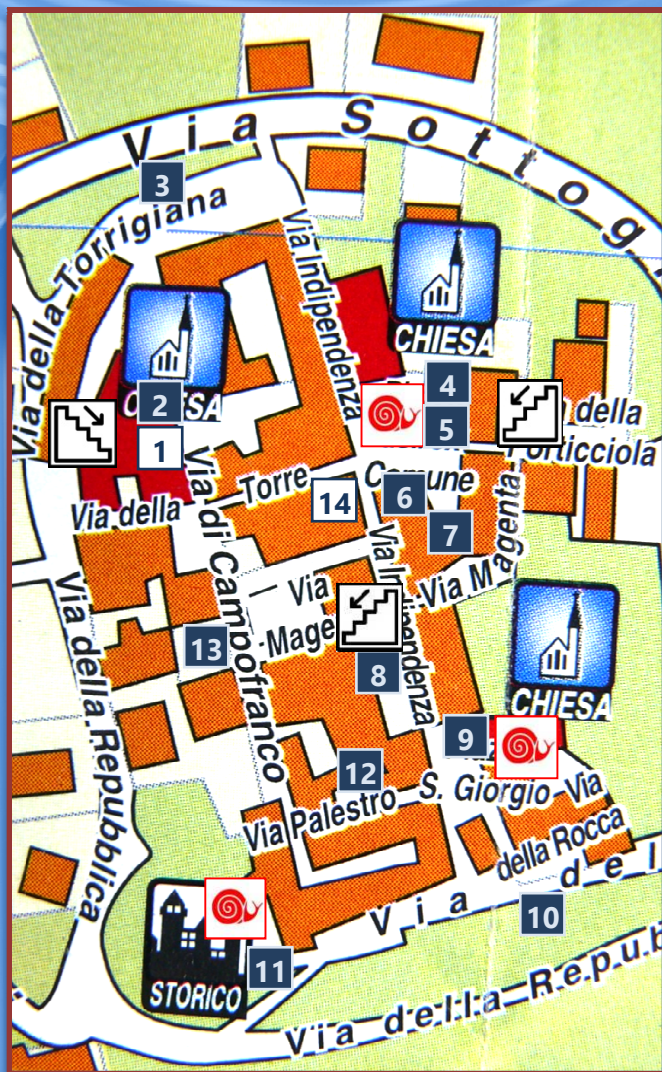 Via Sottog
3
Via della Torrigiana
Via Indipendenza
CHIESA
CHIESA
2
1
4
5
della
Porticciola
Via della
Torre
Comune
14
6
7
Via di Campofranco
Via Magenta
Via
Mage
Via Indipendenza
13
8
CHIESA
Via della Repubblica
9
12
S. Giorgio
Via
della Rocca
Via Palestro
Via del
10
11
STORICO
Via della Repub